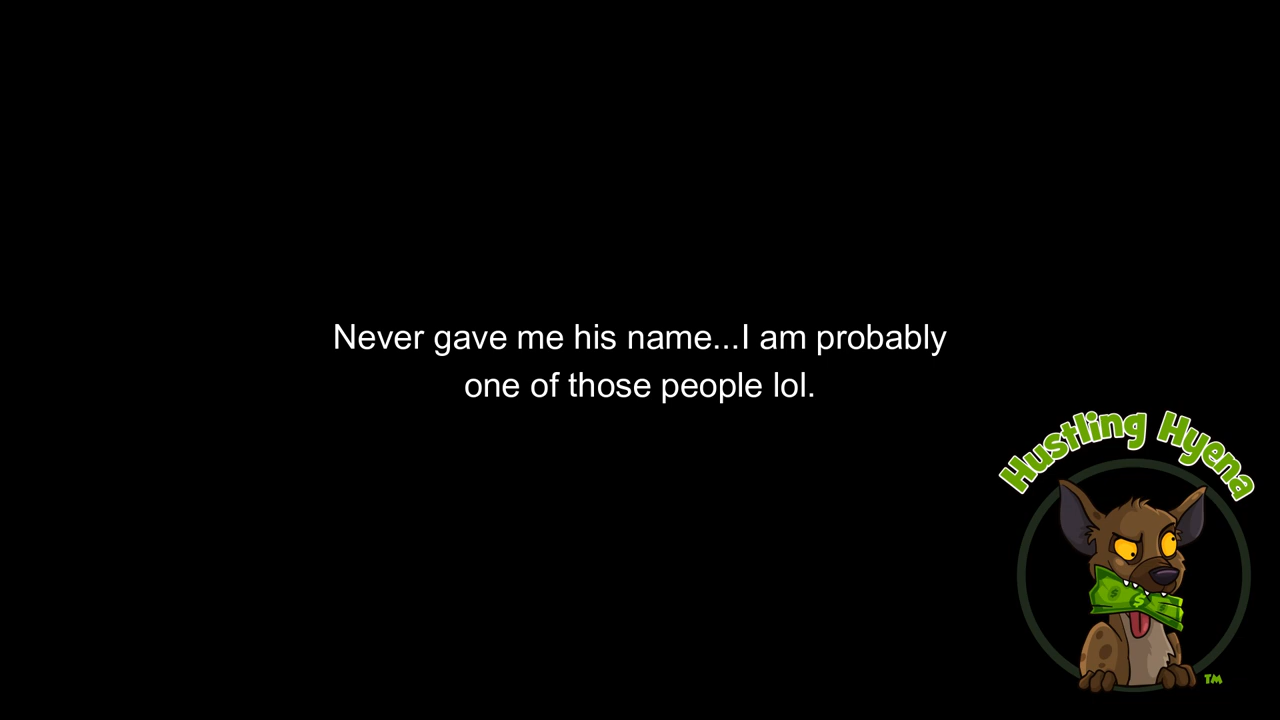 Never gave me his name...I am probably
one of those people lol.
Hustling Hyena
$ $ $
TM